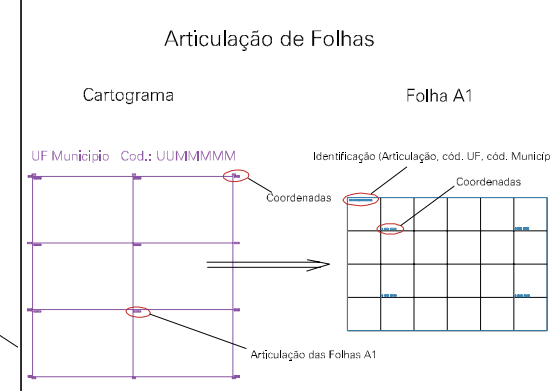 Articulação de Folhas
Cartograma
Folha A1
UF Municipio Cod.: UUMMMMM
Identificação (Articulação, cód. UF, cód. Municíp
Coordenadas
Coordenadas
Articulação das Folhas A1